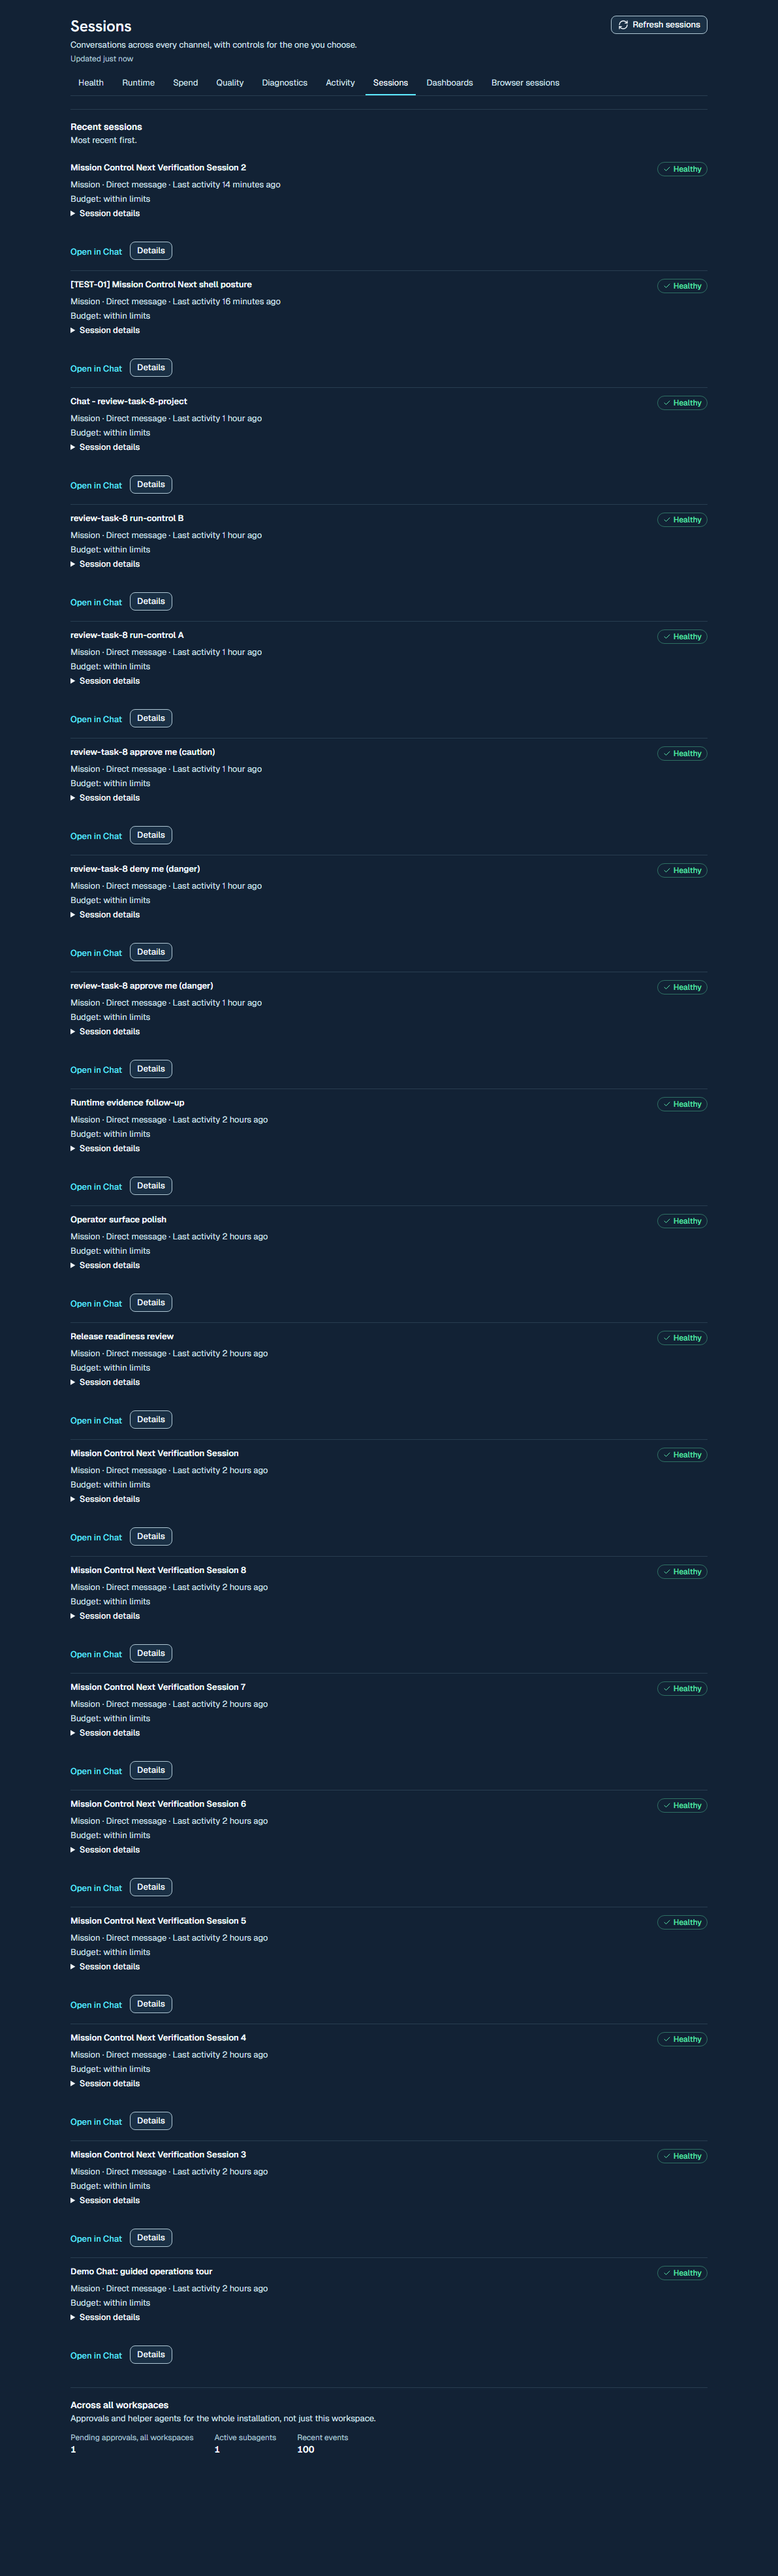 Sessions
Refresh sessions
Conversations across every channel, with controls for the one you choose.
Updated just now
Health Runtime Spend Quality Diagnostics Activity Sessions Dashboards Browser sessions
Recent sessions
Most recent first.
Mission Control Next Verification Session 2
Healthy
Mission · Direct message · Last activity 14 minutes ago
Budget: within limits
Session details
Open in Chat Details
[TEST-01] Mission Control Next shell posture
Healthy
Mission · Direct message · Last activity 16 minutes ago
Budget: within limits
Session details
Open in Chat Details
Chat - review-task-8-project
Healthy
Mission · Direct message · Last activity 1 hour ago
Budget: within limits
Session details
Open in Chat Details
review-task-8 run-control B
Healthy
Mission · Direct message · Last activity 1 hour ago
Budget: within limits
Session details
Open in Chat Details
review-task-8 run-control A
Healthy
Mission · Direct message · Last activity 1 hour ago
Budget: within limits
Session details
Open in Chat Details
review-task-8 approve me (caution)
Healthy
Mission · Direct message · Last activity 1 hour ago
Budget: within limits
Session details
Open in Chat Details
review-task-8 deny me (danger)
Healthy
Mission · Direct message · Last activity 1 hour ago
Budget: within limits
Session details
Open in Chat Details
review-task-8 approve me (danger)
Healthy
Mission · Direct message · Last activity 1 hour ago
Budget: within limits
Session details
Open in Chat Details
Runtime evidence follow-up
Healthy
Mission · Direct message · Last activity 2 hours ago
Budget: within limits
Session details
Open in Chat Details
Operator surface polish
Healthy
Mission · Direct message · Last activity 2 hours ago
Budget: within limits
Session details
Open in Chat Details
Release readiness review
Healthy
Mission · Direct message · Last activity 2 hours ago
Budget: within limits
Session details
Open in Chat Details
Mission Control Next Verification Session
Healthy
Mission · Direct message · Last activity 2 hours ago
Budget: within limits
Session details
Open in Chat Details
Mission Control Next Verification Session 8
Healthy
Mission · Direct message · Last activity 2 hours ago
Budget: within limits
Session details
Open in Chat Details
Mission Control Next Verification Session 7
Healthy
Mission · Direct message · Last activity 2 hours ago
Budget: within limits
Session details
Open in Chat Details
Mission Control Next Verification Session 6
Healthy
Mission · Direct message · Last activity 2 hours ago
Budget: within limits
Session details
Open in Chat Details
Mission Control Next Verification Session 5
Healthy
Mission · Direct message · Last activity 2 hours ago
Budget: within limits
Session details
Open in Chat Details
Mission Control Next Verification Session 4
Healthy
Mission · Direct message · Last activity 2 hours ago
Budget: within limits
Session details
Open in Chat Details
Mission Control Next Verification Session 3
Healthy
Mission · Direct message · Last activity 2 hours ago
Budget: within limits
Session details
Open in Chat Details
Demo Chat: guided operations tour
Healthy
Mission · Direct message · Last activity 2 hours ago
Budget: within limits
Session details
Open in Chat Details
Across all workspaces
Approvals and helper agents for the whole installation, not just this workspace.
Pending approvals, all workspaces Active subagents Recent events
1 1 100